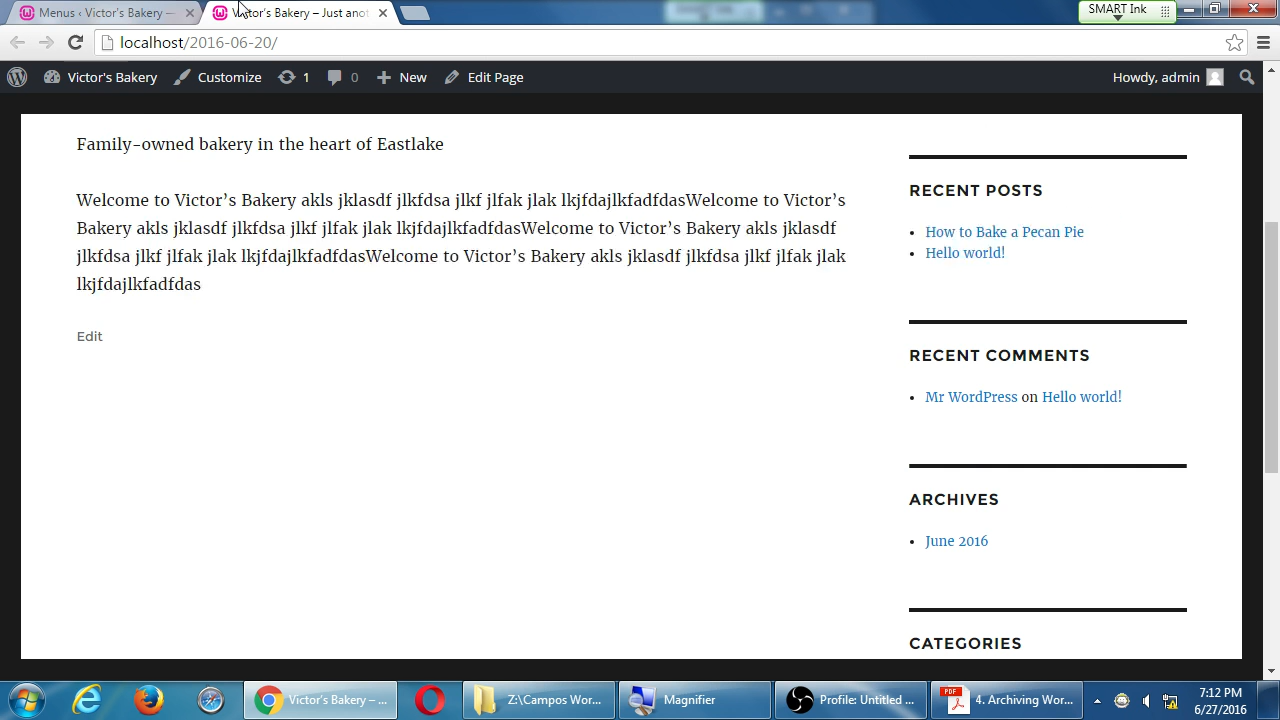 Menus ‹ Victor's Bakery —
Victor's Bakery – Just anot
SMART Ink
localhost/2016-06-20/
Victor's Bakery
Customize
1
0
New
Edit Page
Howdy, admin
Family-owned bakery in the heart of Eastlake
Welcome to Victor’s Bakery akls jklasdf jlkfdsa jlkf jlfak jlak lkjfdajlkfadfdasWelcome to Victor’s
Bakery akls jklasdf jlkfdsa jlkf jlfak jlak lkjfdajlkfadfdasWelcome to Victor’s Bakery akls jklasdf
jlkfdsa jlkf jlfak jlak lkjfdajlkfadfdasWelcome to Victor’s Bakery akls jklasdf jlkfdsa jlkf jlfak jlak
lkjfdajlkfadfdas
Edit
RECENT POSTS
How to Bake a Pecan Pie
Hello world!
RECENT COMMENTS
Mr WordPress on Hello world!
ARCHIVES
June 2016
CATEGORIES
Victor's Bakery – ...
Z:\Campos Wor...
Magnifier
Profile: Untitled ...
PDF
4. Archiving Wor...
7:12 PM
6/27/2016